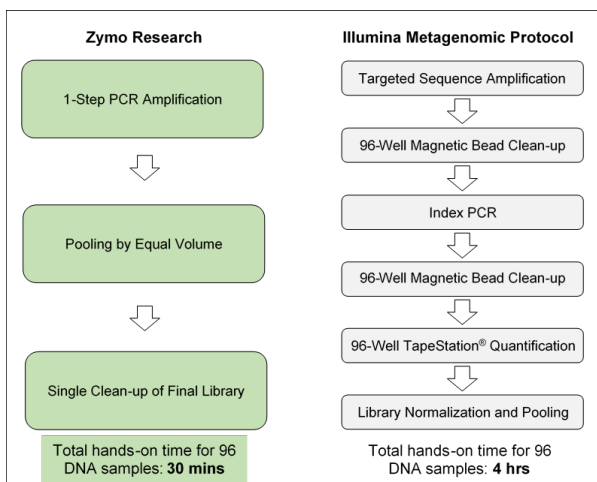 Zymo Research
1-Step PCR Amplification
Pooling by Equal Volume
Single Clean-up of Final Library
Total hands-on time for 96
DNA samples: 30 mins
Illumina Metagenomic Protocol
Targeted Sequence Amplification
96-Well Magnetic Bead Clean-up
Index PCR
96-Well Magnetic Bead Clean-up
96-Well TapeStation® Quantification
Library Normalization and Pooling
Total hands-on time for 96
DNA samples: 4 hrs